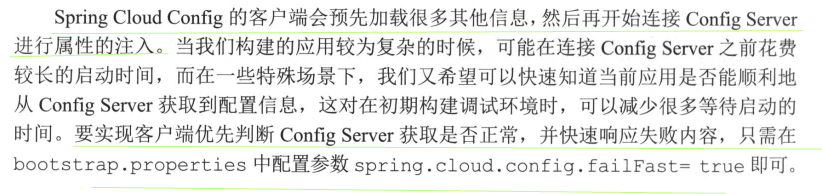 Spring Cloud Config 的客户端会预先加载很多其他信息，然后再开始连接 Config Server
进行属性的注入。当我们构建的应用较为复杂的时候，可能在连接 Config Server 之前花费
较长的启动时间，而在一些特殊场景下，我们又希望可以快速知道当前应用是否能顺利地
从 Config Server 获取到配置信息，这对在初期构建调试环境时，可以减少很多等待启动的
时间。要实现客户端优先判断 Config Server 获取是否正常，并快速响应失败内容，只需在
bootstrap.properties 中配置参数 spring.cloud.config.failFast= true 即可。